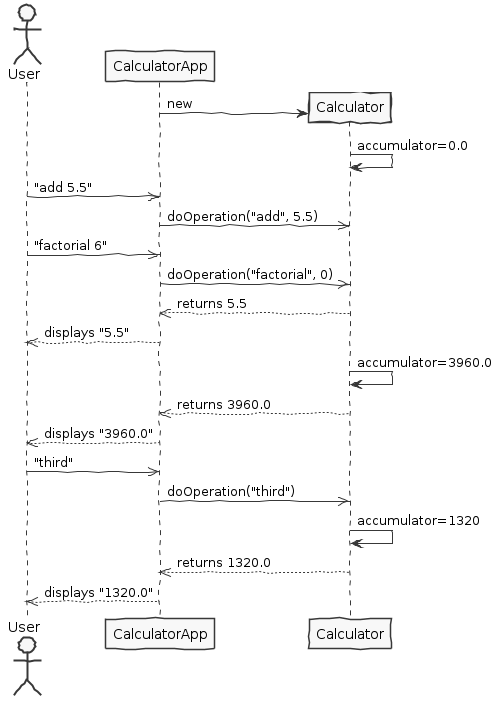 User
CalculatorApp
new
Calculator
accumulator=0.0
"add 5.5"
doOperation("add", 5.5)
"factorial 6"
doOperation("factorial", 0)
returns 5.5
displays "5.5"
accumulator=3960.0
returns 3960.0
displays "3960.0"
"third"
doOperation("third")
accumulator=1320
returns 1320.0
displays "1320.0"
User
CalculatorApp
Calculator